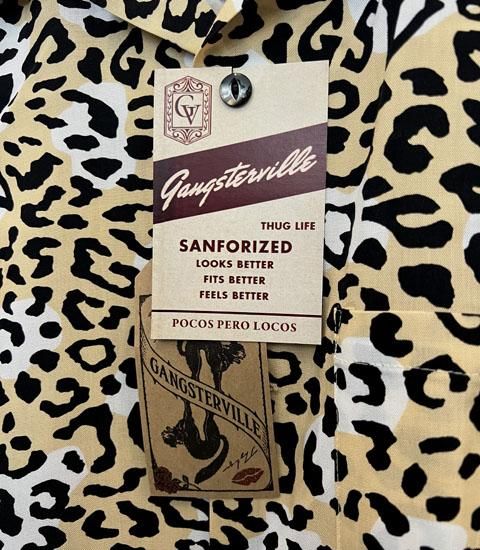 GV
Gangsterville
THUG LIFE
SANFORIZED
LOOKS BETTER
FITS BETTER
FEELS BETTER
POCOS PERO LOCOS
GANGSTERVILLE